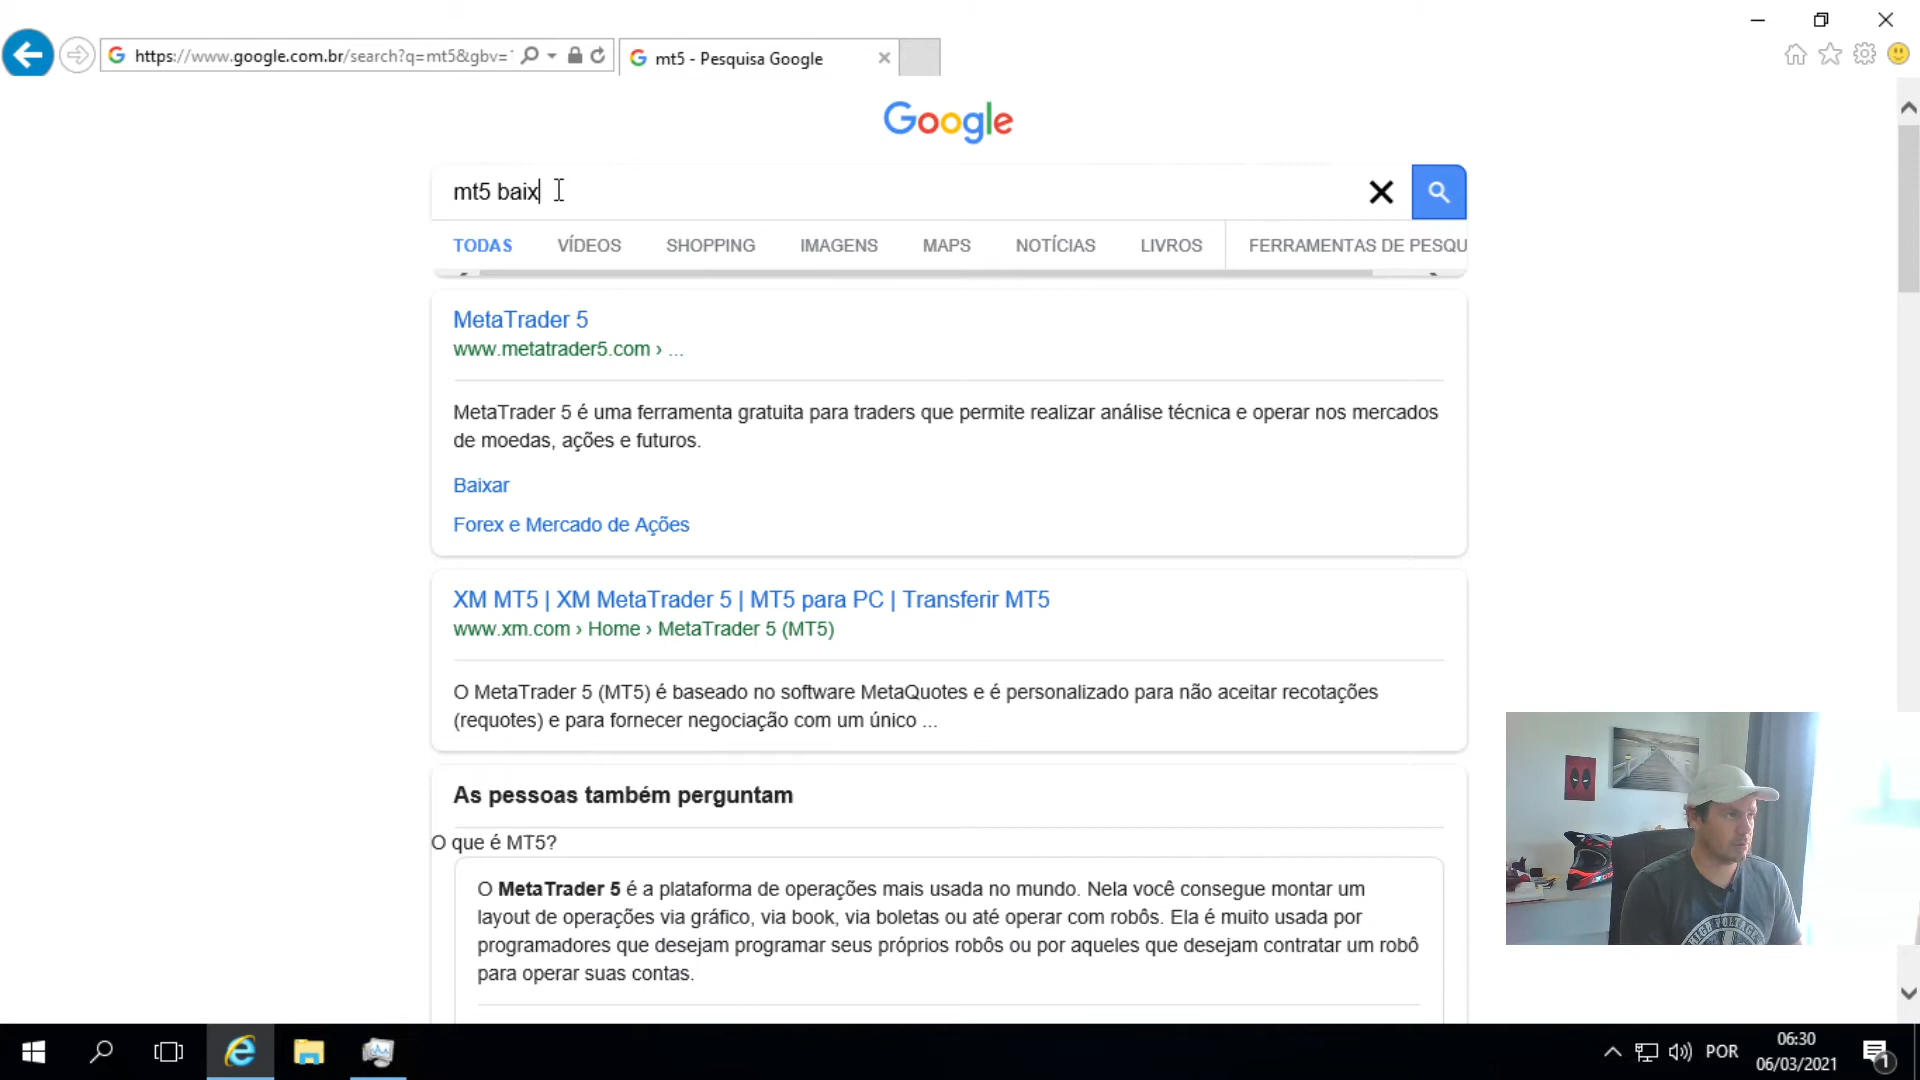 https://www.google.com.br/search?q=mt5&gbv=
mt5 - Pesquisa Google
Google
mt5 baix
TODAS VÍDEOS SHOPPING IMAGENS MAPS NOTÍCIAS LIVROS FERRAMENTAS DE PESQU
MetaTrader 5
www.metatrader5.com › ...
MetaTrader 5 é uma ferramenta gratuita para traders que permite realizar análise técnica e operar nos mercados
de moedas, ações e futuros.
Baixar
Forex e Mercado de Ações
XM MT5 | XM MetaTrader 5 | MT5 para PC | Transferir MT5
www.xm.com › Home › MetaTrader 5 (MT5)
O MetaTrader 5 (MT5) é baseado no software MetaQuotes e é personalizado para não aceitar recotações
(requotes) e para fornecer negociação com um único ...
As pessoas também perguntam
O que é MT5?
O MetaTrader 5 é a plataforma de operações mais usada no mundo. Nela você consegue montar um
layout de operações via gráfico, via book, via boletas ou até operar com robôs. Ela é muito usada por
programadores que desejam programar seus próprios robôs ou por aqueles que desejam contratar um robô
para operar suas contas.
HIGH VOLTAGE
POR
06:30
06/03/2021
1